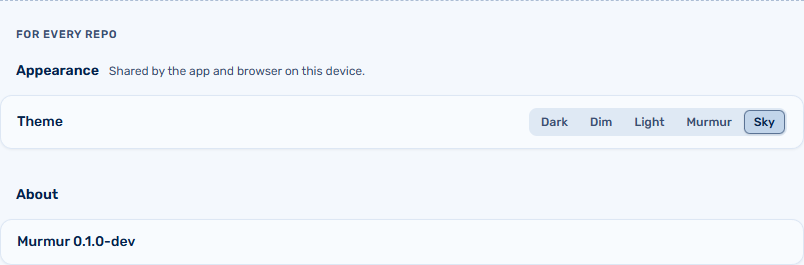 FOR EVERY REPO
Appearance Shared by the app and browser on this device.
Theme Dark Dim Light Murmur Sky
About
Murmur 0.1.0-dev